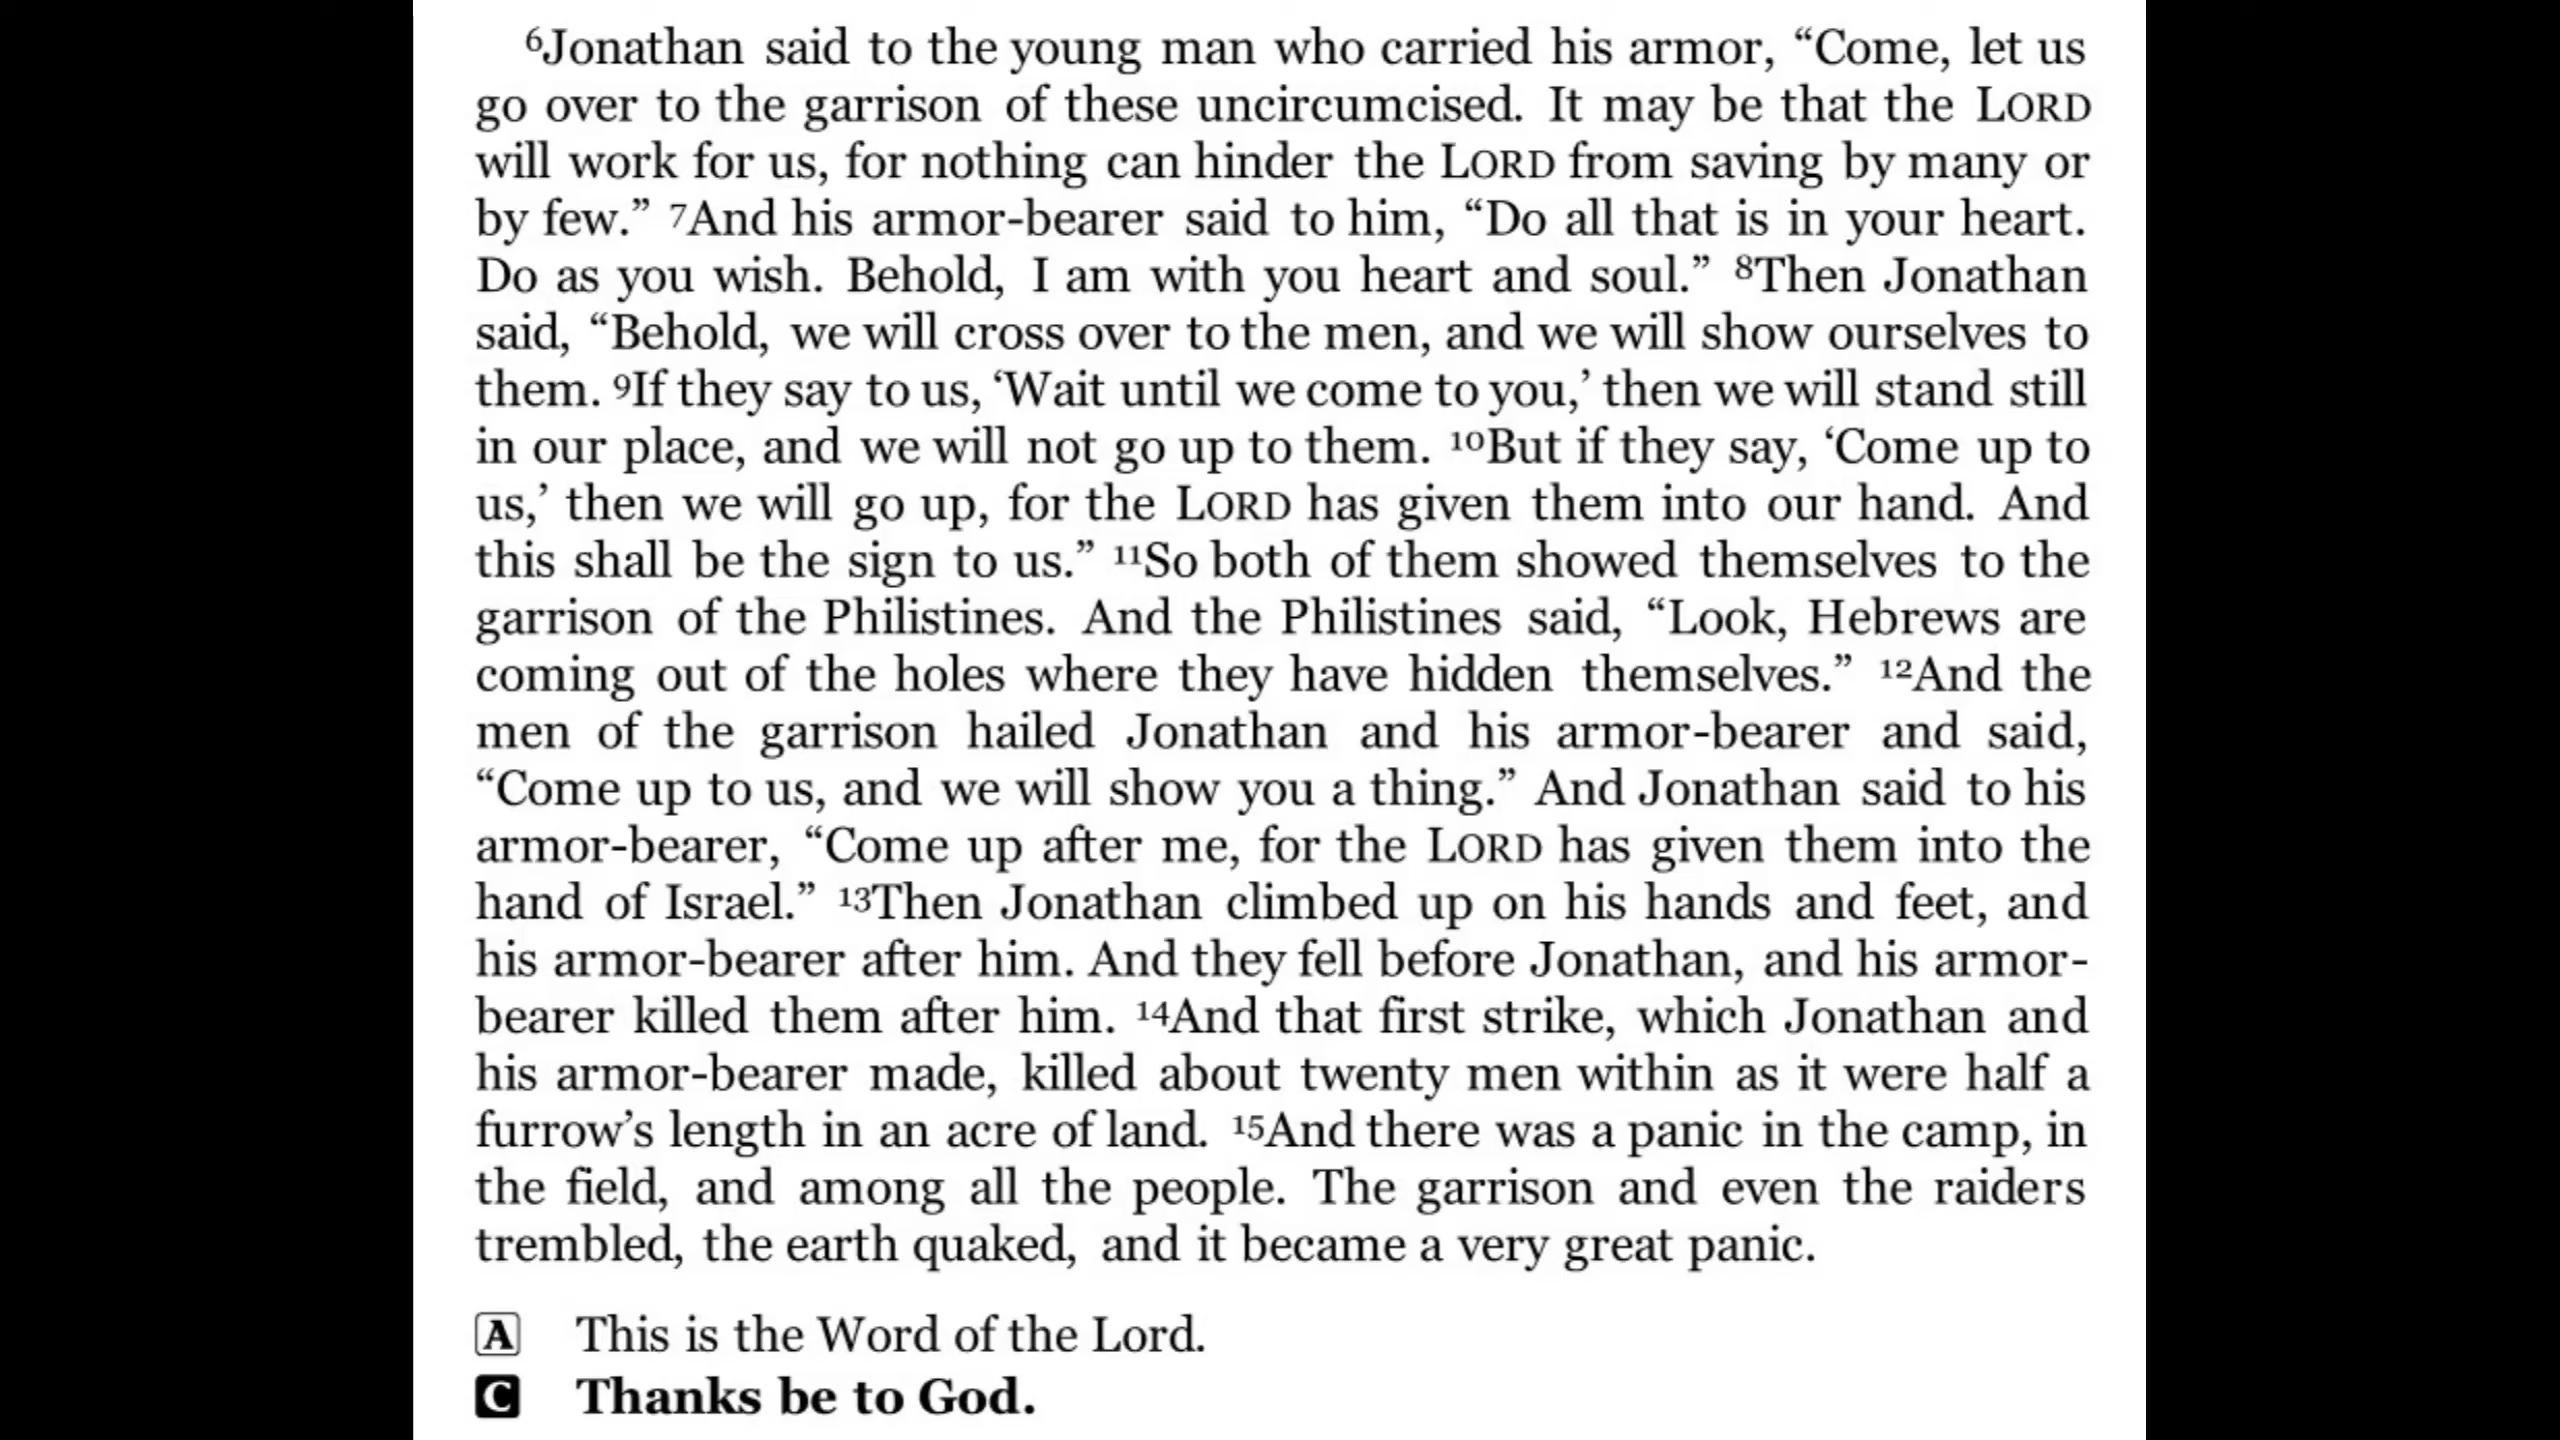 6Jonathan said to the young man who carried his armor, “Come, let us
go over to the garrison of these uncircumcised. It may be that the LORD
will work for us, for nothing can hinder the LORD from saving by many or
by few.” 7And his armor-bearer said to him, “Do all that is in your heart.
Do as you wish. Behold, I am with you heart and soul.” 8Then Jonathan
said, “Behold, we will cross over to the men, and we will show ourselves to
them. 9If they say to us, ‘Wait until we come to you,’ then we will stand still
in our place, and we will not go up to them. 10But if they say, ‘Come up to
us,’ then we will go up, for the LORD has given them into our hand. And
this shall be the sign to us.” 11So both of them showed themselves to the
garrison of the Philistines. And the Philistines said, “Look, Hebrews are
coming out of the holes where they have hidden themselves.” 12And the
men of the garrison hailed Jonathan and his armor-bearer and said,
“Come up to us, and we will show you a thing.” And Jonathan said to his
armor-bearer, “Come up after me, for the LORD has given them into the
hand of Israel.” 13Then Jonathan climbed up on his hands and feet, and
his armor-bearer after him. And they fell before Jonathan, and his armor-
bearer killed them after him. 14And that first strike, which Jonathan and
his armor-bearer made, killed about twenty men within as it were half a
furrow’s length in an acre of land. 15And there was a panic in the camp, in
the field, and among all the people. The garrison and even the raiders
trembled, the earth quaked, and it became a very great panic.
A This is the Word of the Lord.
C Thanks be to God.